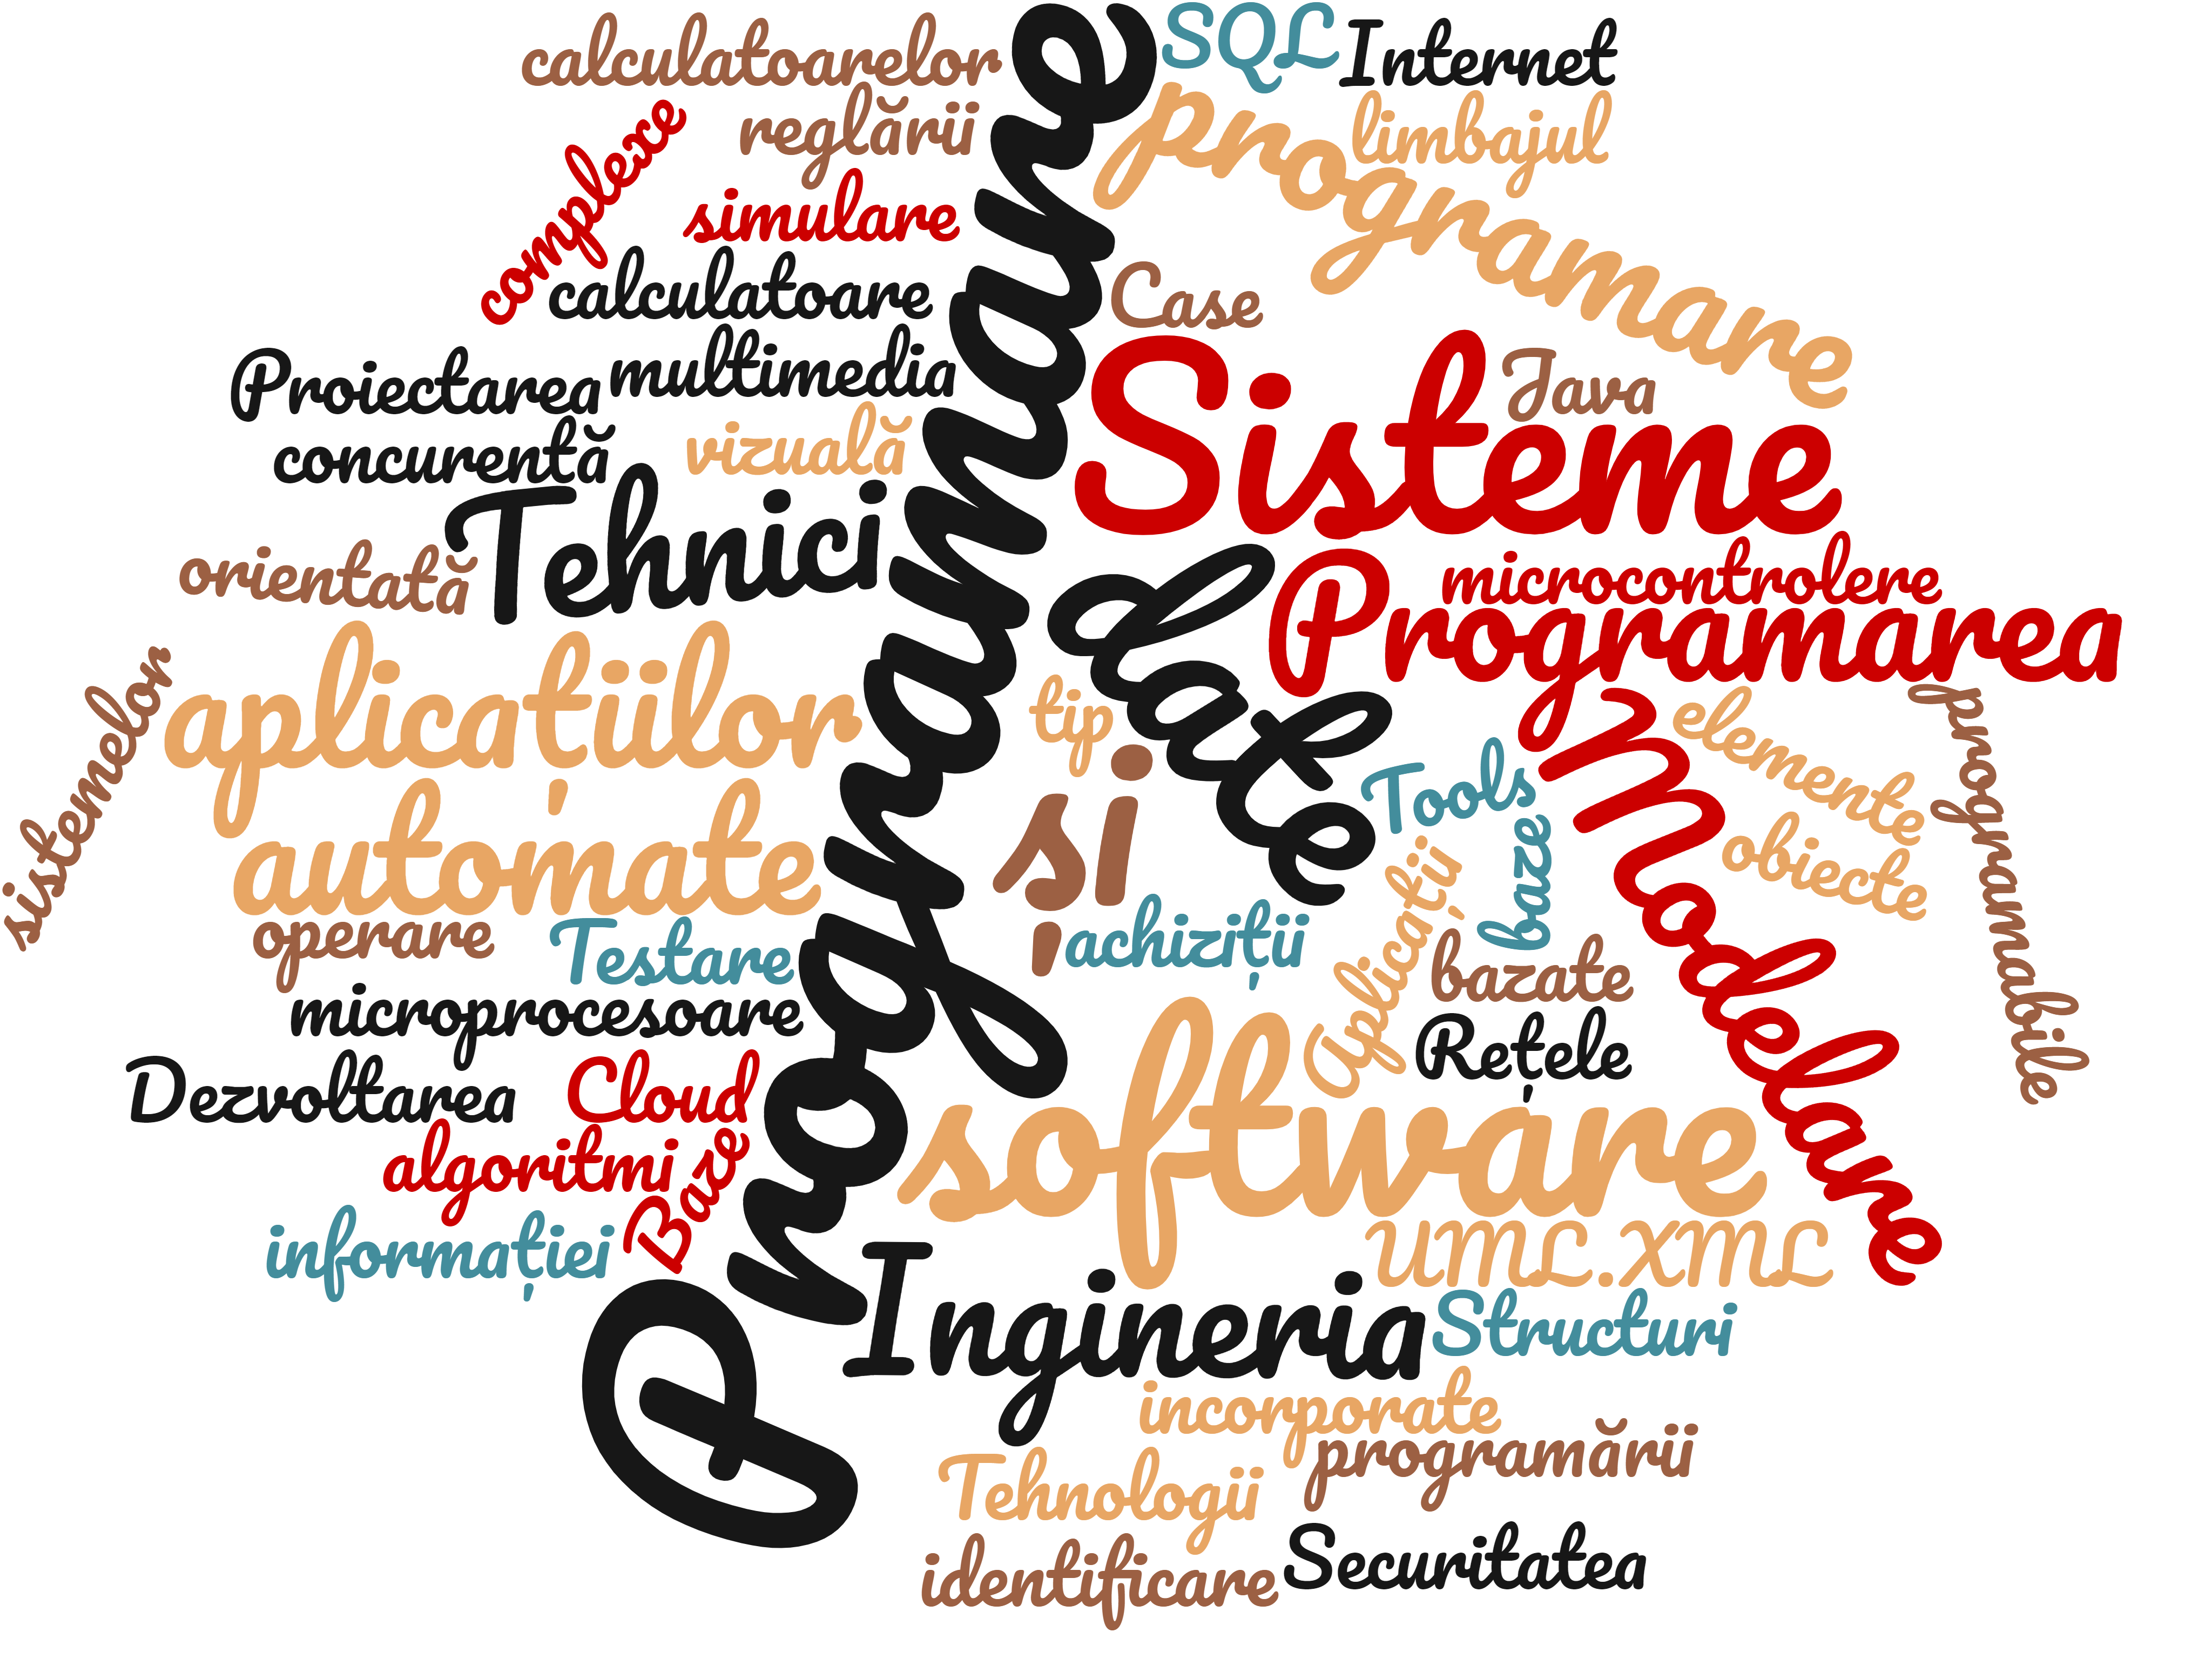 calculatoarelor
SQL
Internet
reglării
limbajul
complexe
Programare
simulare
calculatoare
Case
Proiectarea
multimedia
Sisteme
Java
concurentă
vizuală
Tehnici
orientată
microcontrolere
Programarea
date
sistemelor
aplicațiilor
tip
Programare
elemente
programabile
Tools
automate
și
baze
obiecte
Modelare
operare
Testare
achiziții
Aplicații
bazate
microprocesoare
Rețele
Dezvoltarea
Cloud
software
algoritmi
Baze
informației
UML.XML
Ingineria
Structuri
incorporate
programării
Tehnologii
identificare
Securitatea